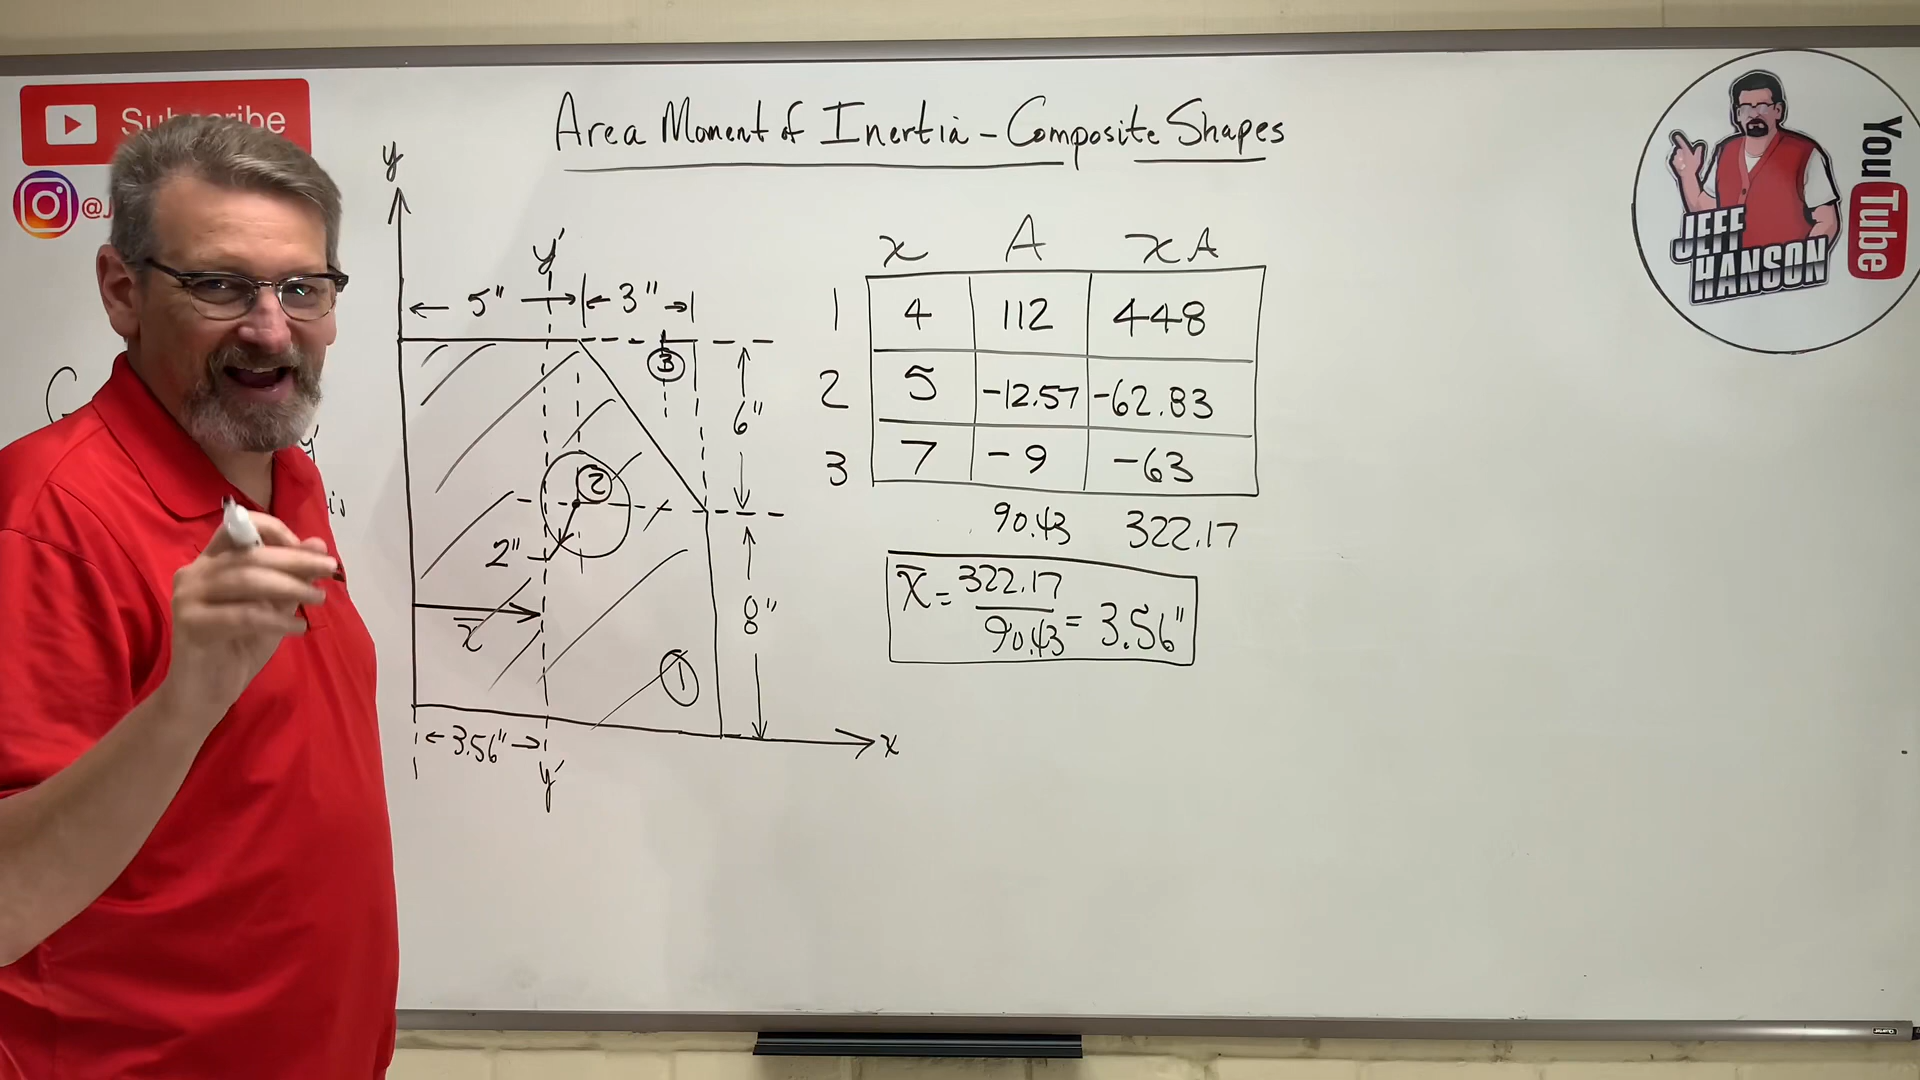 Subscribe
@J
Area Moment of Inertia - Composite Shapes
JEFF HANSON
YouTube
y
y'
5" 3"
3
6"
2
2"
x̄
8"
1
3.56"
x
y'
x A xA
1 4 112 448
2 5 -12.57 -62.83
3 7 -9 -63
90.43 322.17
x̄ = 322.17 / 90.43 = 3.56"